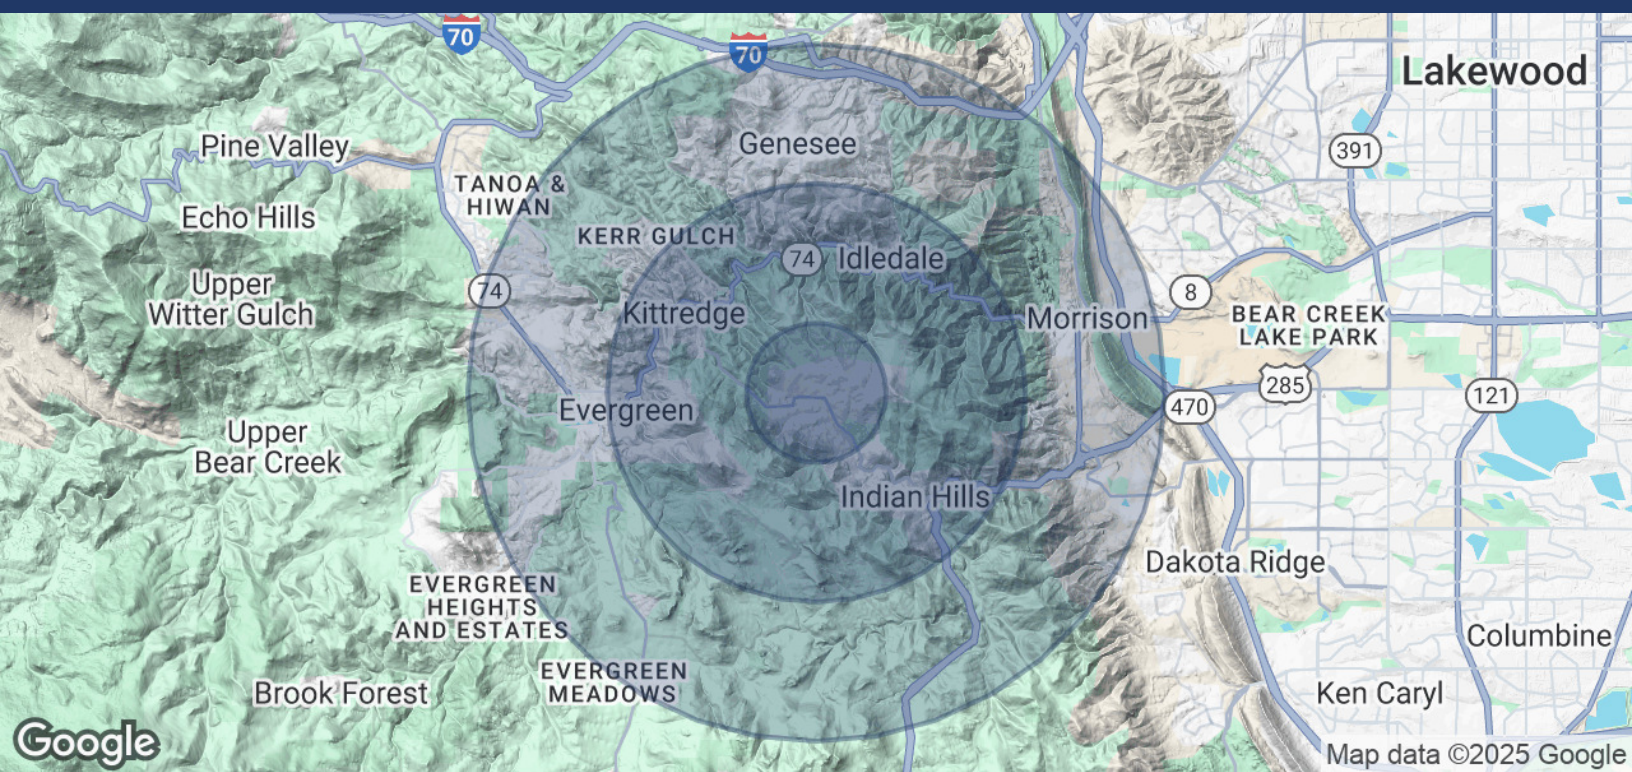 70
70
Lakewood
Genesee
391
Pine Valley
TANOA &
HIWAN
Echo Hills
KERR GULCH
74
Idledale
Upper
Witter Gulch
74
Kittredge
Morrison
8
BEAR CREEK
LAKE PARK
285
121
470
Evergreen
Upper
Bear Creek
Indian Hills
Dakota Ridge
EVERGREEN
HEIGHTS
AND ESTATES
Columbine
EVERGREEN
MEADOWS
Brook Forest
Ken Caryl
Google
Map data ©2025 Google